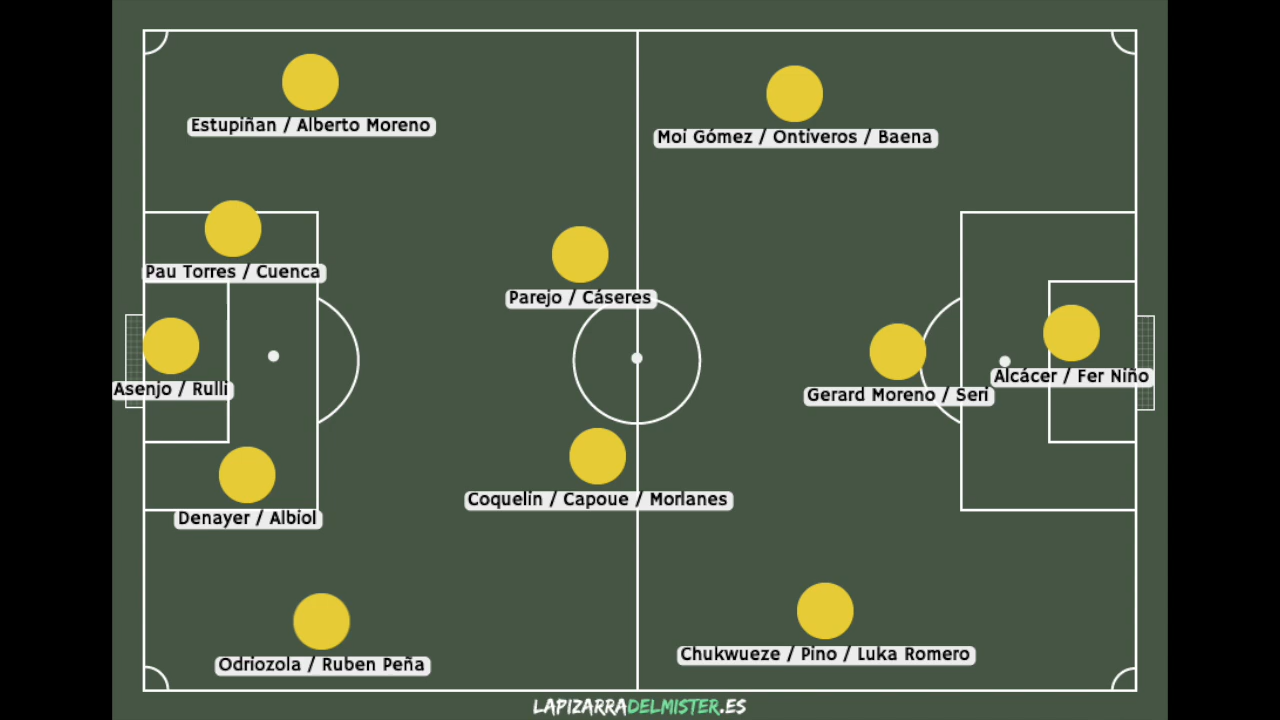 Estupiñan / Alberto Moreno
Moi Gómez / Ontiveros / Baena
Pau Torres / Cuenca
Parejo / Cáseres
Asenjo / Rulli
Gerard Moreno / Seri
Alcácer / Fer Niño
Denayer / Albiol
Coquelin / Capoue / Morlanes
Odriozola / Ruben Peña
Chukwueze / Pino / Luka Romero
LAPIZARRADELMISTER.ES